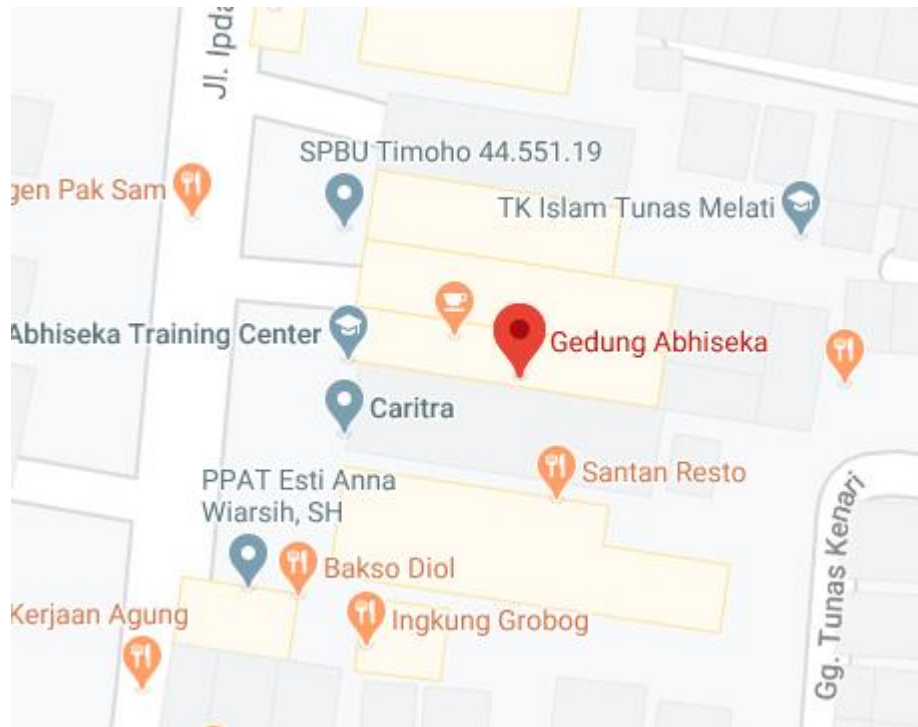 Jl. Ipda
SPBU Timoho 44.551.19
gen Pak Sam
TK Islam Tunas Melati
Abhiseka Training Center
Gedung Abhiseka
Caritra
Santan Resto
PPAT Esti Anna
Wiarsih, SH
Bakso Diol
Kerjaan Agung
Ingkung Grobog
Gg. Tunas Kenari